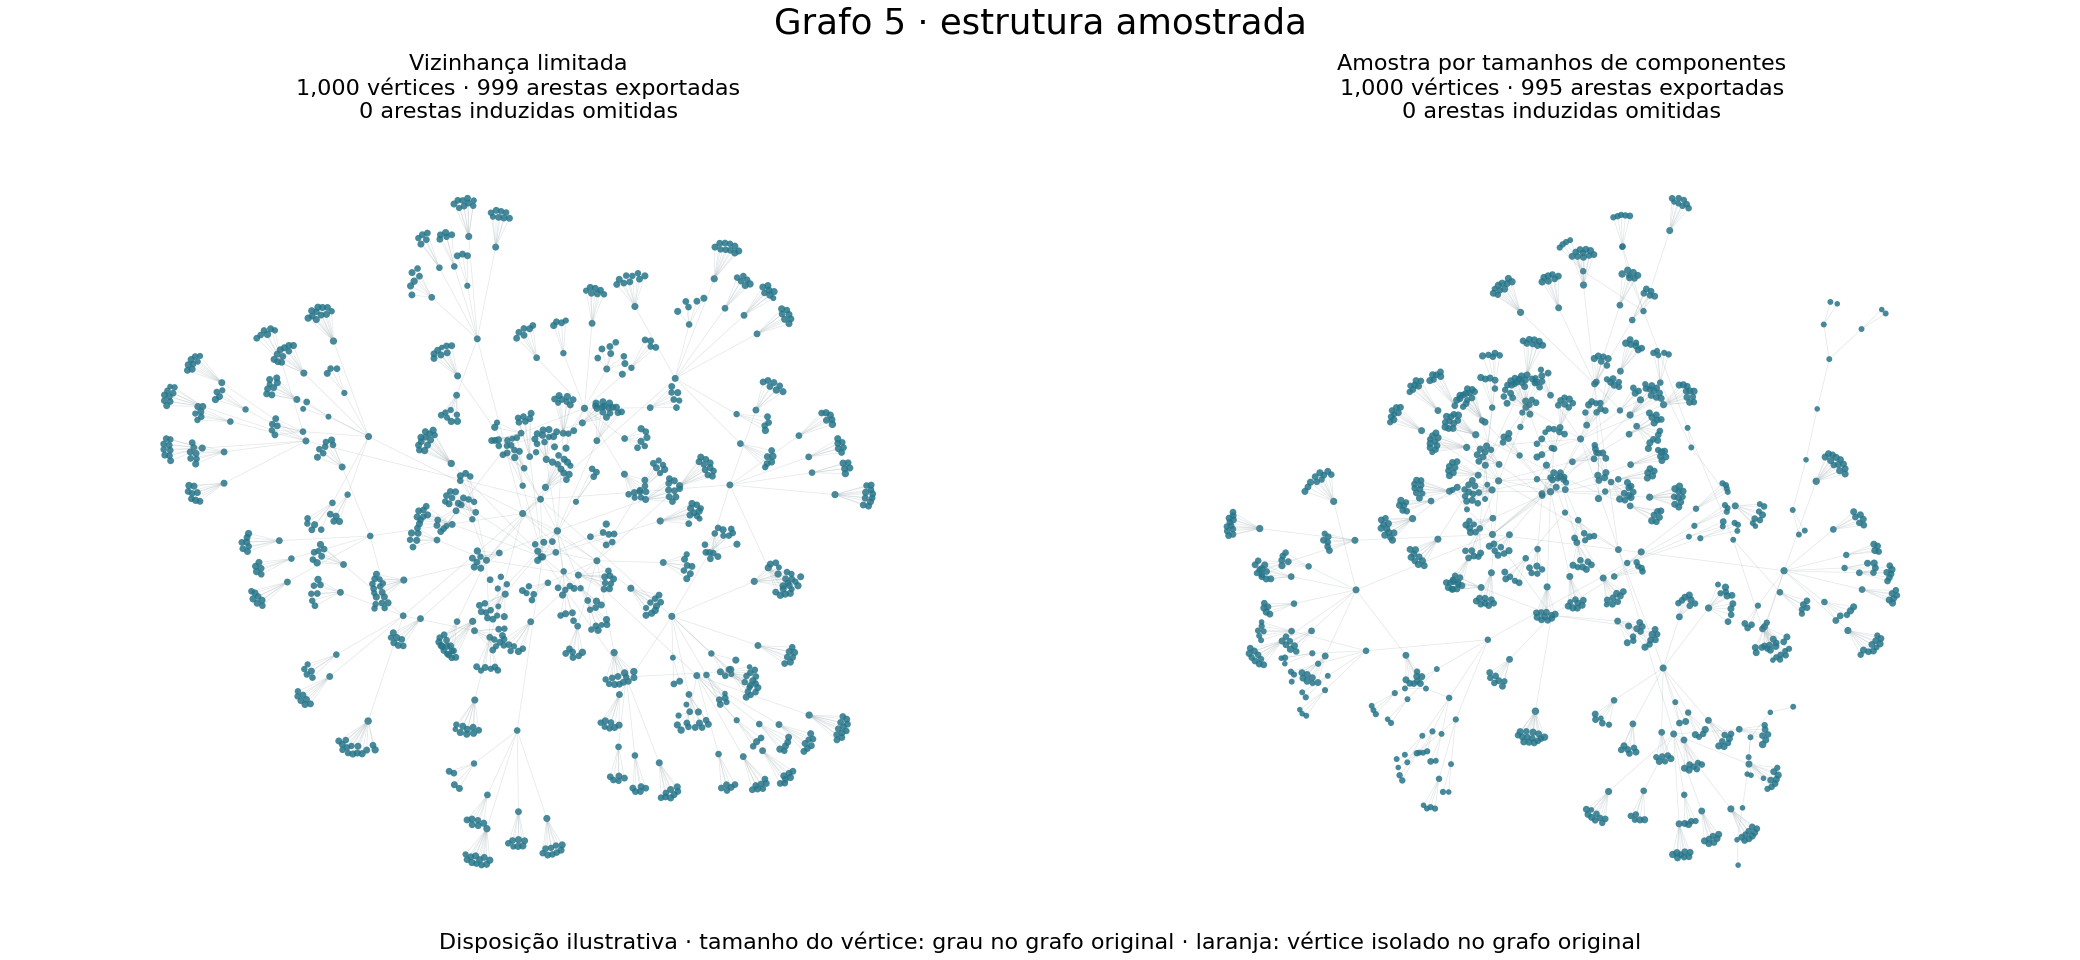 Grafo 5 · estrutura amostrada
Vizinhança limitada
1,000 vértices · 999 arestas exportadas
0 arestas induzidas omitidas
Amostra por tamanhos de componentes
1,000 vértices · 995 arestas exportadas
0 arestas induzidas omitidas
Disposição ilustrativa · tamanho do vértice: grau no grafo original · laranja: vértice isolado no grafo original